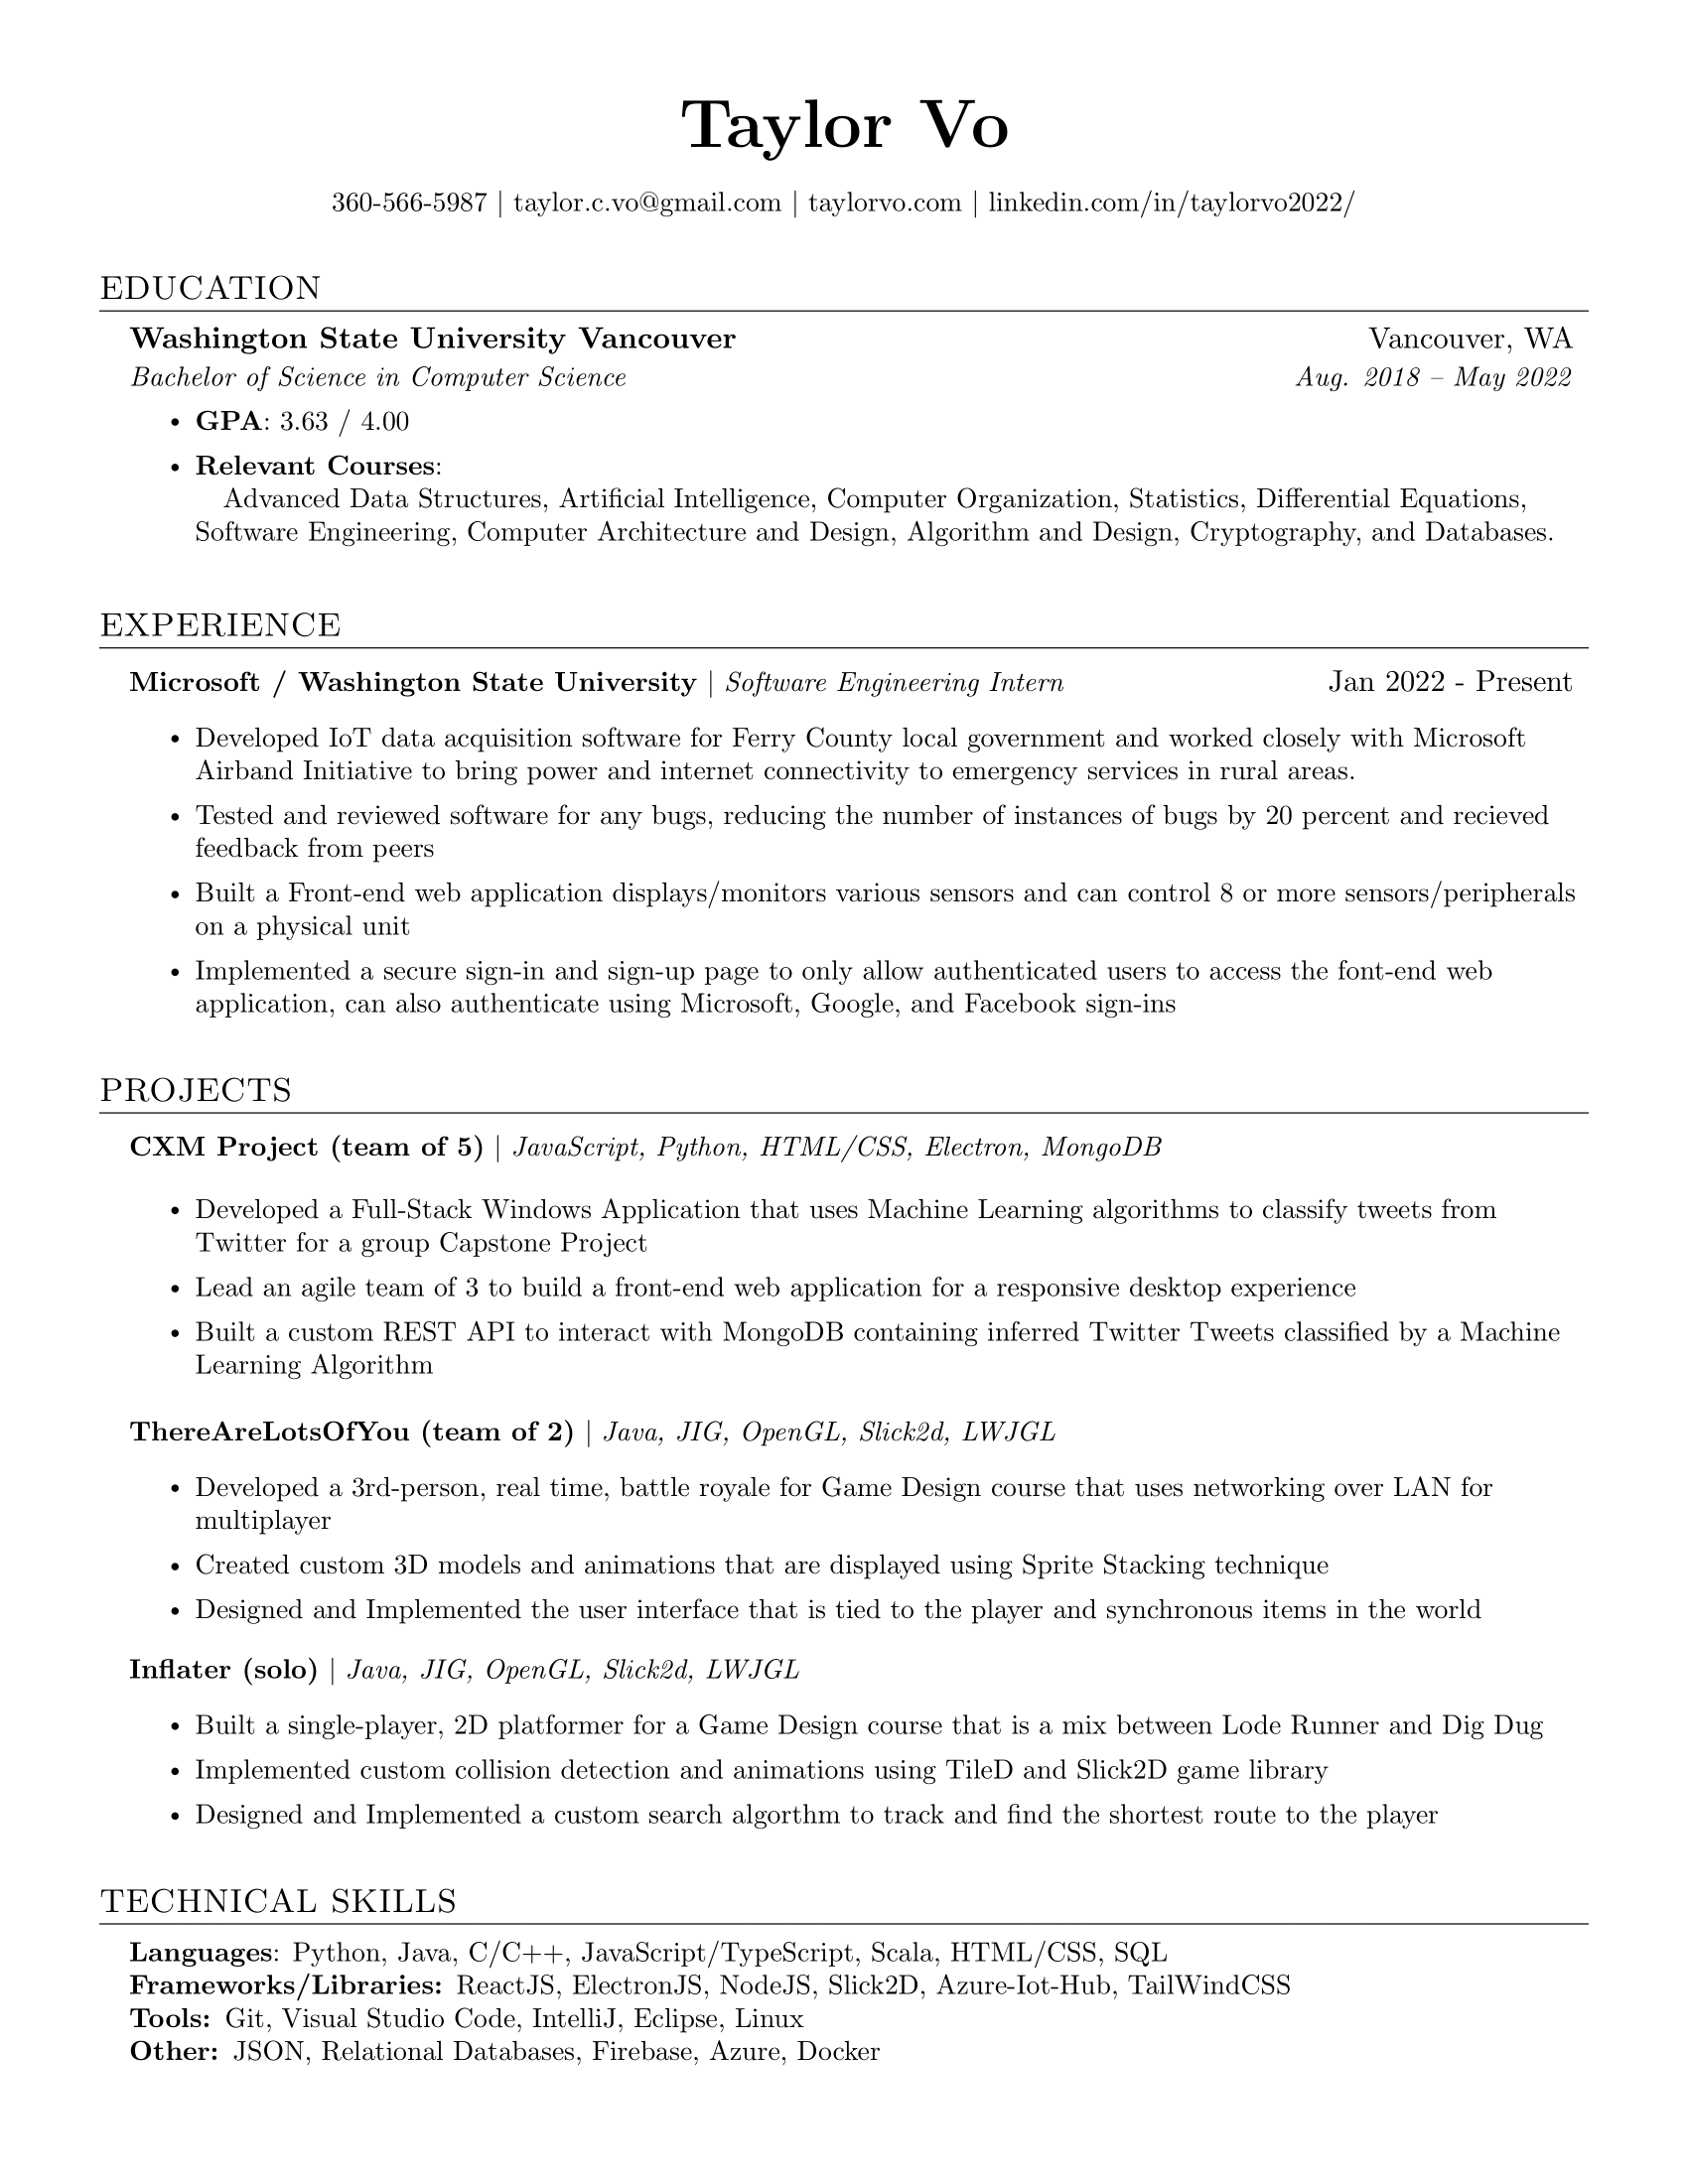 Taylor Vo
360-566-5987 | taylor.c.vo@gmail.com | taylorvo.com | linkedin.com/in/taylorvo2022/
EDUCATION
Washington State University Vancouver Vancouver, WA
Bachelor of Science in Computer Science Aug. 2018 – May 2022
• GPA: 3.63 / 4.00
• Relevant Courses:
Advanced Data Structures, Artificial Intelligence, Computer Organization, Statistics, Differential Equations,
Software Engineering, Computer Architecture and Design, Algorithm and Design, Cryptography, and Databases.
EXPERIENCE
Microsoft / Washington State University | Software Engineering Intern Jan 2022 - Present
• Developed IoT data acquisition software for Ferry County local government and worked closely with Microsoft
Airband Initiative to bring power and internet connectivity to emergency services in rural areas.
• Tested and reviewed software for any bugs, reducing the number of instances of bugs by 20 percent and recieved
feedback from peers
• Built a Front-end web application displays/monitors various sensors and can control 8 or more sensors/peripherals
on a physical unit
• Implemented a secure sign-in and sign-up page to only allow authenticated users to access the font-end web
application, can also authenticate using Microsoft, Google, and Facebook sign-ins
PROJECTS
CXM Project (team of 5) | JavaScript, Python, HTML/CSS, Electron, MongoDB
• Developed a Full-Stack Windows Application that uses Machine Learning algorithms to classify tweets from
Twitter for a group Capstone Project
• Lead an agile team of 3 to build a front-end web application for a responsive desktop experience
• Built a custom REST API to interact with MongoDB containing inferred Twitter Tweets classified by a Machine
Learning Algorithm
ThereAreLotsOfYou (team of 2) | Java, JIG, OpenGL, Slick2d, LWJGL
• Developed a 3rd-person, real time, battle royale for Game Design course that uses networking over LAN for
multiplayer
• Created custom 3D models and animations that are displayed using Sprite Stacking technique
• Designed and Implemented the user interface that is tied to the player and synchronous items in the world
Inflater (solo) | Java, JIG, OpenGL, Slick2d, LWJGL
• Built a single-player, 2D platformer for a Game Design course that is a mix between Lode Runner and Dig Dug
• Implemented custom collision detection and animations using TileD and Slick2D game library
• Designed and Implemented a custom search algorthm to track and find the shortest route to the player
TECHNICAL SKILLS
Languages: Python, Java, C/C++, JavaScript/TypeScript, Scala, HTML/CSS, SQL
Frameworks/Libraries: ReactJS, ElectronJS, NodeJS, Slick2D, Azure-Iot-Hub, TailWindCSS
Tools: Git, Visual Studio Code, IntelliJ, Eclipse, Linux
Other: JSON, Relational Databases, Firebase, Azure, Docker